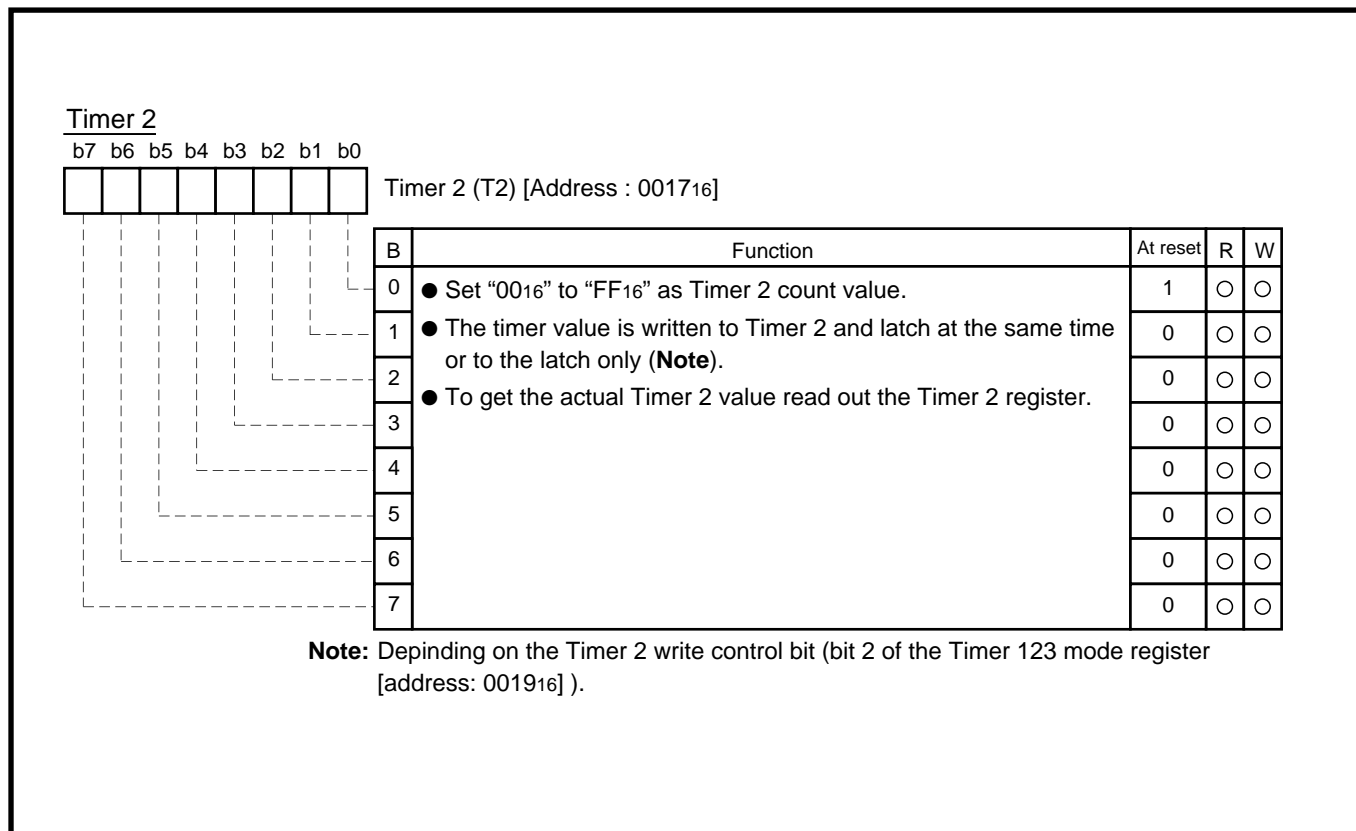 Timer 2
b7 b6 b5 b4 b3 b2 b1 b0
Timer 2 (T2) [Address : 0017₁₆]
B Function At reset R W
0 ● Set “00₁₆” to “FF₁₆” as Timer 2 count value. 1 ○ ○
1 ● The timer value is written to Timer 2 and latch at the same time 0 ○ ○
or to the latch only (Note).
2 0 ○ ○
● To get the actual Timer 2 value read out the Timer 2 register.
3 0 ○ ○
4 0 ○ ○
5 0 ○ ○
6 0 ○ ○
7 0 ○ ○
Note: Depinding on the Timer 2 write control bit (bit 2 of the Timer 123 mode register
[address: 0019₁₆] ).